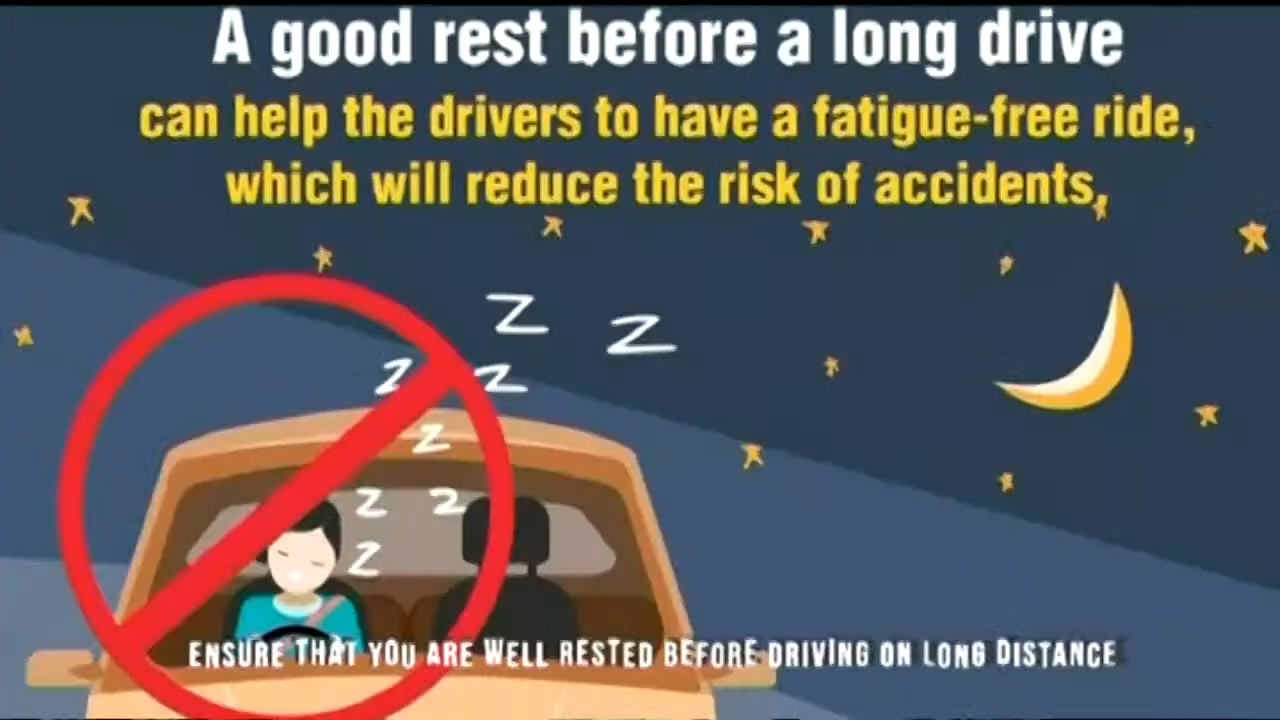 A good rest before a long drive
can help the drivers to have a fatigue-free ride,
which will reduce the risk of accidents,
Z Z
Z Z
Z
Z Z
Z
ENSURE THAT YOU ARE WELL RESTED BEFORE DRIVING ON LONG DISTANCE